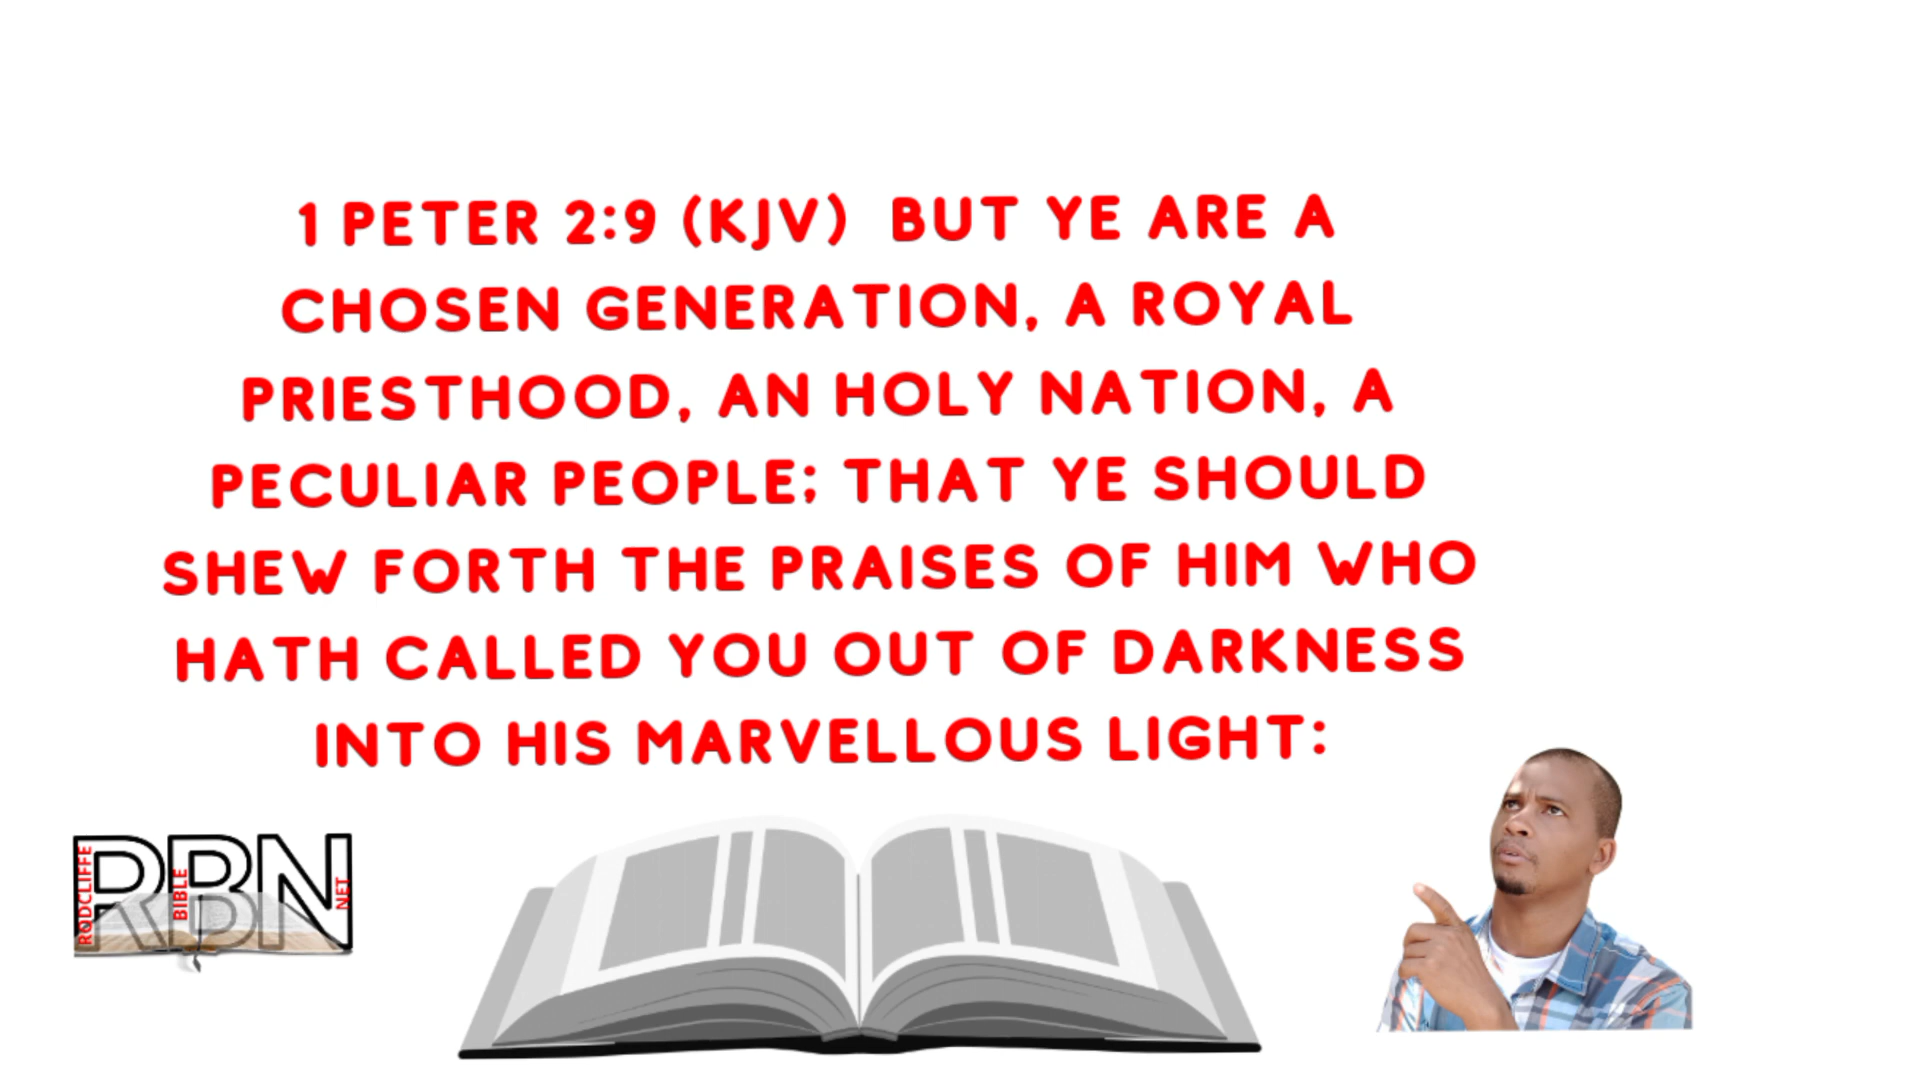 1 PETER 2:9 (KJV)  BUT YE ARE A
CHOSEN GENERATION, A ROYAL
PRIESTHOOD, AN HOLY NATION, A
PECULIAR PEOPLE; THAT YE SHOULD
SHEW FORTH THE PRAISES OF HIM WHO
HATH CALLED YOU OUT OF DARKNESS
INTO HIS MARVELLOUS LIGHT:
RBN
RODCLIFFE
BIBLE
NET